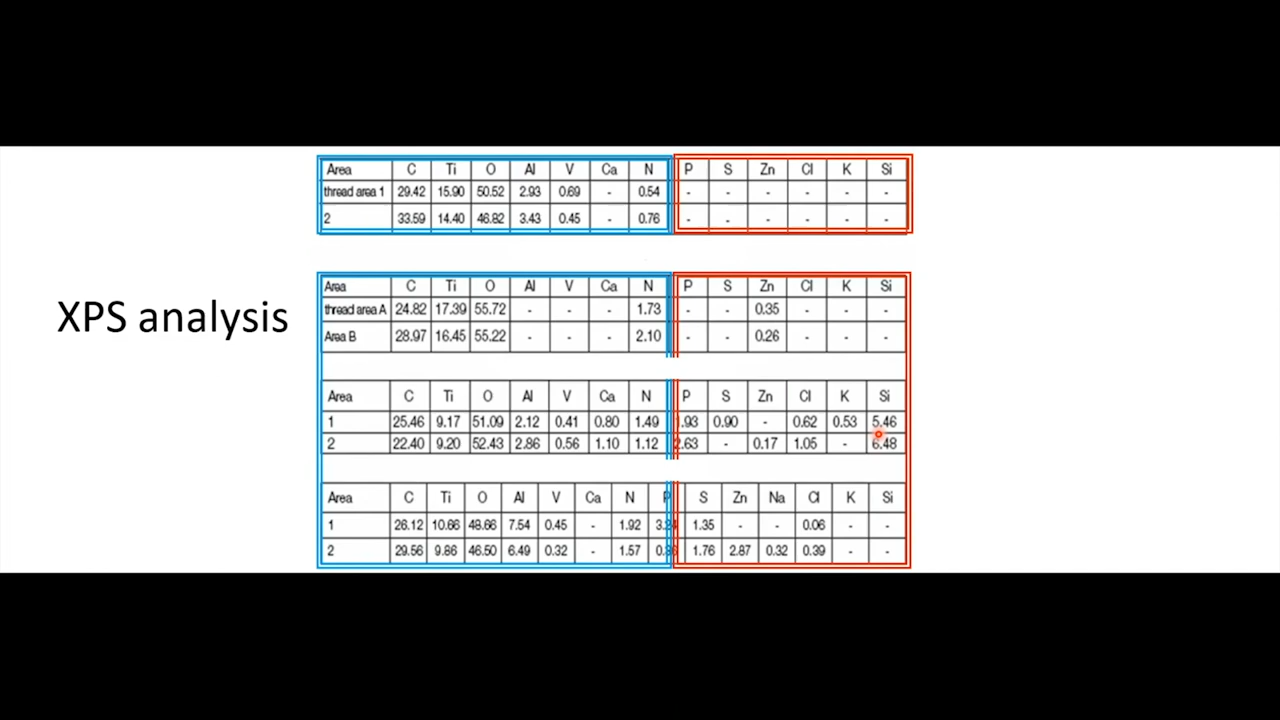 Area C Ti O Al V Ca N P S Zn Cl K Si
thread area 1 29.42 15.90 50.52 2.93 0.69 - 0.54 - - - - - -
2 33.59 14.40 46.82 3.43 0.45 - 0.76 - - - - - -
Area C Ti O Al V Ca N P S Zn Cl K Si
thread area A 24.82 17.39 55.72 - - - 1.73 - - 0.35 - - -
Area B 28.97 16.45 55.22 - - - 2.10 - - 0.26 - - -
XPS analysis
Area C Ti O Al V Ca N P S Zn Cl K Si
1 25.46 9.17 51.09 2.12 0.41 0.80 1.49 .93 0.90 - 0.62 0.53 5.46
2 22.40 9.20 52.43 2.86 0.56 1.10 1.12 2.63 - 0.17 1.05 - 6.48
Area C Ti O Al V Ca N P S Zn Na Cl K Si
1 26.12 10.66 48.66 7.54 0.45 - 1.92 1.35 - - 0.06 - -
2 29.56 9.86 46.50 6.49 0.32 - 1.57 1.76 2.87 0.32 0.39 - -